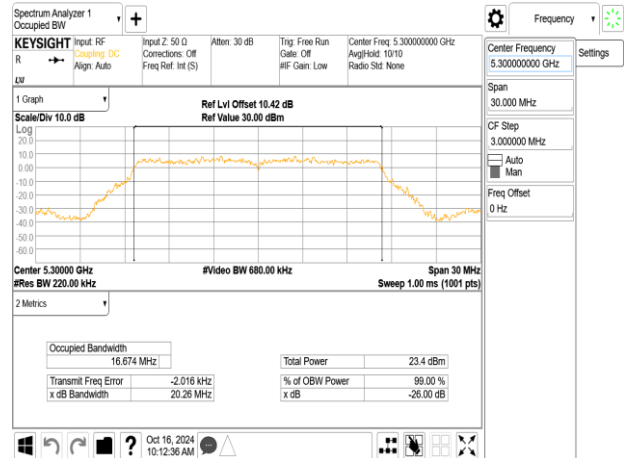 Spectrum Analyzer 1
Occupied BW
Frequency
KEYSIGHT
R
LXI
Input: RF
Coupling: DC
Align: Auto
Input Z: 50 Ω
Corrections: Off
Freq Ref: Int (S)
Atten: 30 dB
Trig: Free Run
Gate: Off
#IF Gain: Low
Center Freq: 5.300000000 GHz
Avg|Hold: 10/10
Radio Std: None
Center Frequency
5.300000000 GHz
Settings
Span
30.000 MHz
CF Step
3.000000 MHz
Auto
Man
Freq Offset
0 Hz
1 Graph
Scale/Div 10.0 dB
Ref Lvl Offset 10.42 dB
Ref Value 30.00 dBm
Log
20.0
10.0
0.00
-10.0
-20.0
-30.0
-40.0
-50.0
-60.0
Center 5.30000 GHz
#Res BW 220.00 kHz
#Video BW 680.00 kHz
Span 30 MHz
Sweep 1.00 ms (1001 pts)
2 Metrics
Occupied Bandwidth
16.674 MHz
Total Power 23.4 dBm
Transmit Freq Error -2.016 kHz
% of OBW Power 99.00 %
x dB Bandwidth 20.26 MHz
x dB -26.00 dB
?
Oct 16, 2024
10:12:36 AM